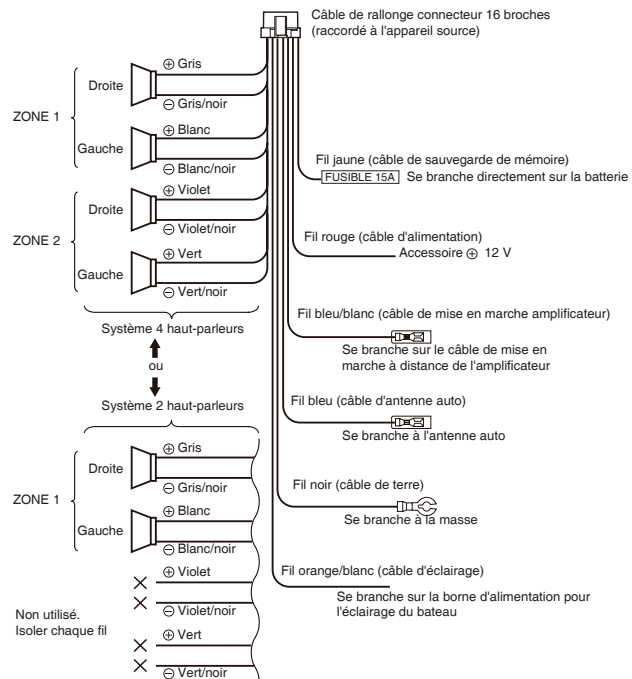 Câble de rallonge connecteur 16 broches
(raccordé à l'appareil source)
ZONE 1
Droite
⊕ Gris
⊖ Gris/noir
Gauche
⊕ Blanc
⊖ Blanc/noir
ZONE 2
Droite
⊕ Violet
⊖ Violet/noir
Gauche
⊕ Vert
⊖ Vert/noir
Système 4 haut-parleurs
ou
Système 2 haut-parleurs
ZONE 1
Droite
⊕ Gris
⊖ Gris/noir
Gauche
⊕ Blanc
⊖ Blanc/noir
⊕ Violet
⊖ Violet/noir
Non utilisé.
Isoler chaque fil
⊕ Vert
⊖ Vert/noir
Fil jaune (câble de sauvegarde de mémoire)
FUSIBLE 15A Se branche directement sur la batterie
Fil rouge (câble d'alimentation)
Accessoire ⊕ 12 V
Fil bleu/blanc (câble de mise en marche amplificateur)
Se branche sur le câble de mise en
marche à distance de l'amplificateur
Fil bleu (câble d'antenne auto)
Se branche à l'antenne auto
Fil noir (câble de terre)
Se branche à la masse
Fil orange/blanc (câble d'éclairage)
Se branche sur la borne d'alimentation pour
l'éclairage du bateau